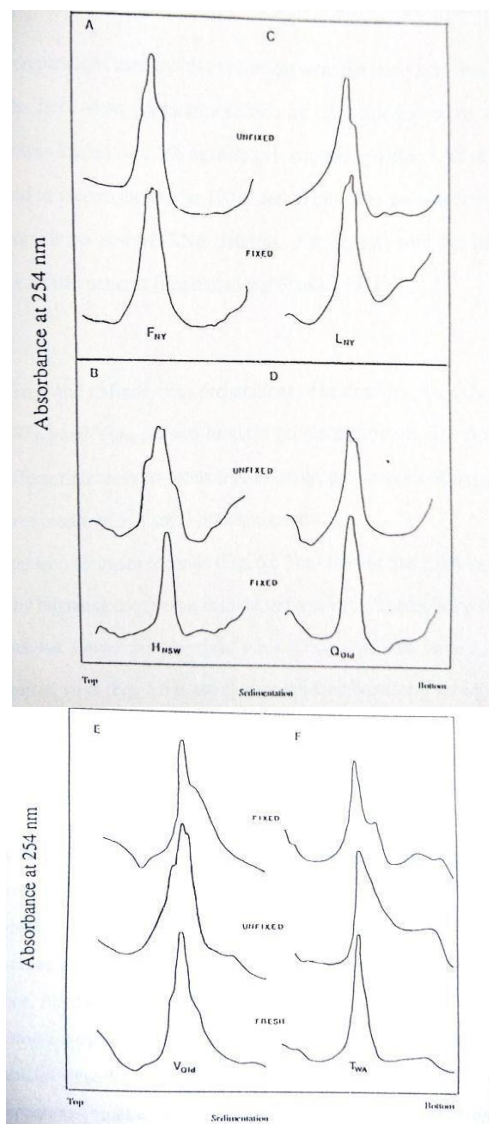 A C
UNFIXED
FIXED
F_NY L_NY
Absorbance at 254 nm
B D
UNFIXED
FIXED
H_NSW Q_Qld
Top Sedimentation Bottom
E F
FIXED
Absorbance at 254 nm
UNFIXED
FRESH
V_Qld T_WA
Top Sedimentation Bottom